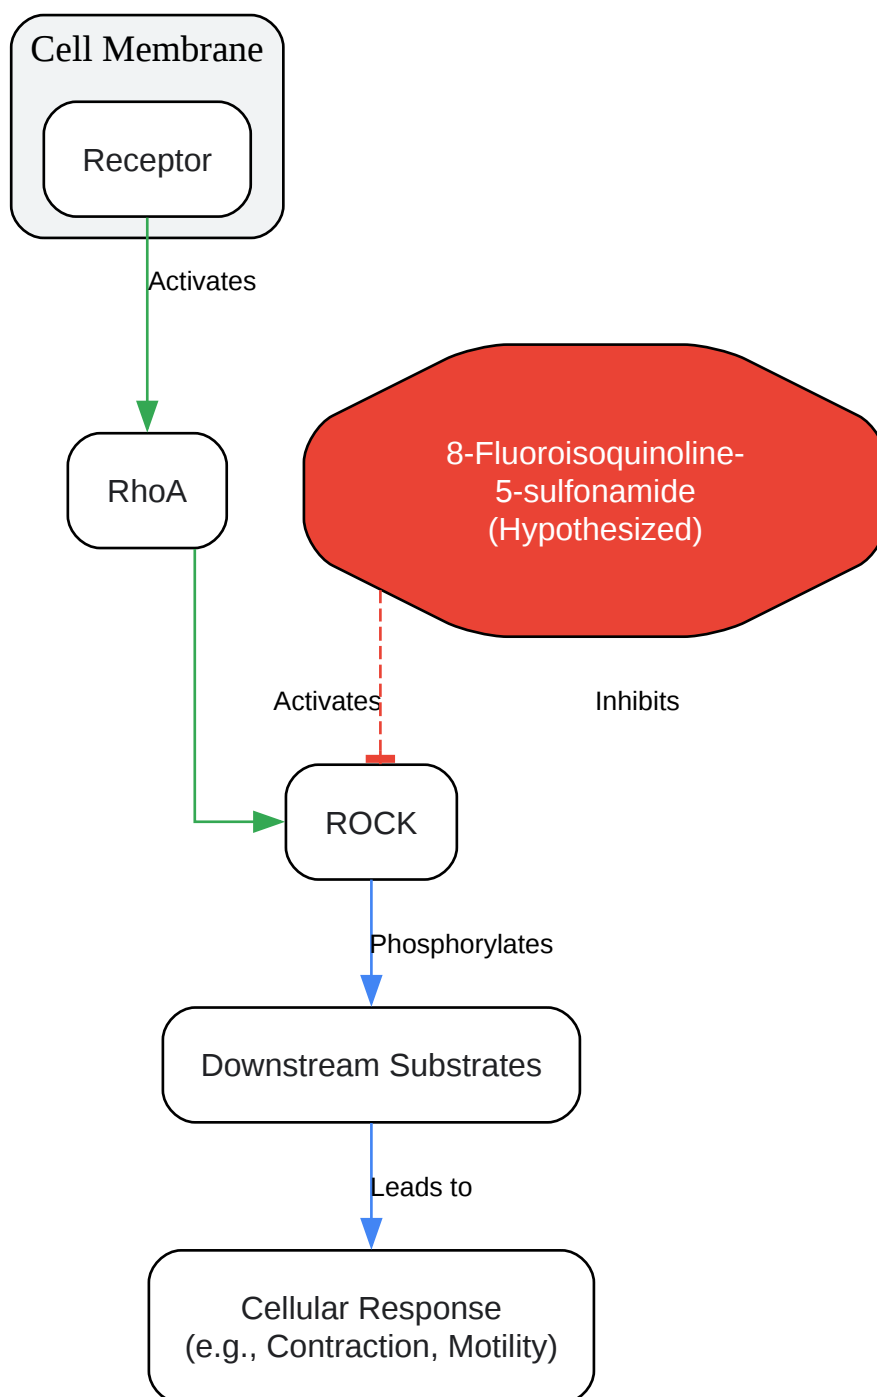 Cell Membrane
Receptor
Activates
RhoA
8-Fluoroisoquinoline-
5-sulfonamide
(Hypothesized)
Activates
Inhibits
ROCK
Phosphorylates
Downstream Substrates
Leads to
Cellular Response
(e.g., Contraction, Motility)